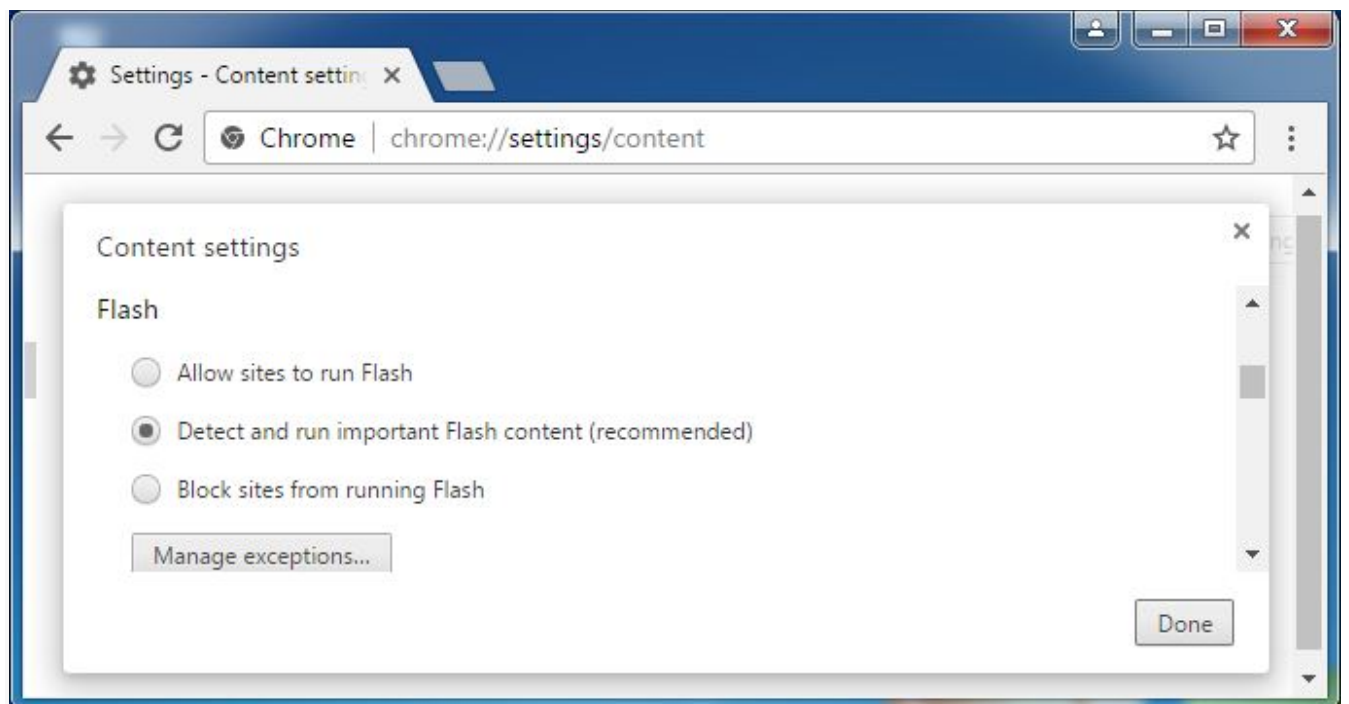 Settings - Content settin
Chrome chrome://settings/content
Content settings
Flash
Allow sites to run Flash
Detect and run important Flash content (recommended)
Block sites from running Flash
Manage exceptions...
Done